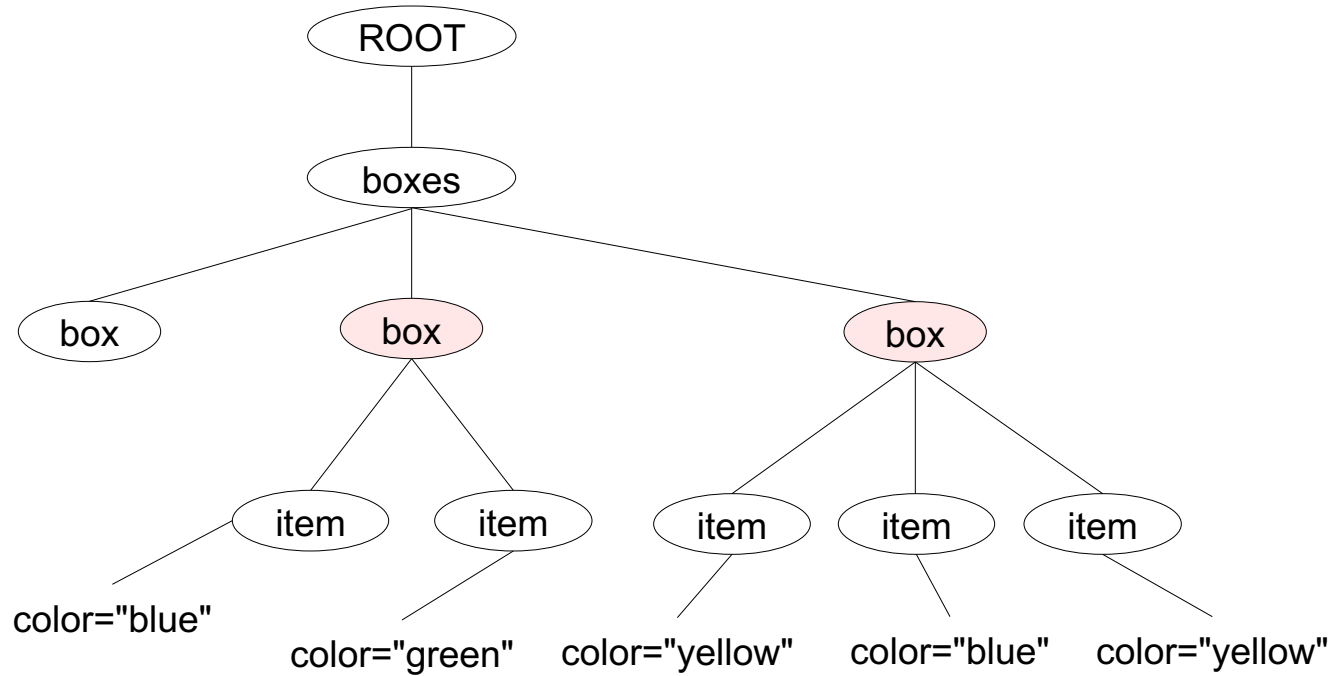 ROOT
boxes
box
box
box
item
item
item
item
item
color="blue"
color="green"
color="yellow"
color="blue"
color="yellow"